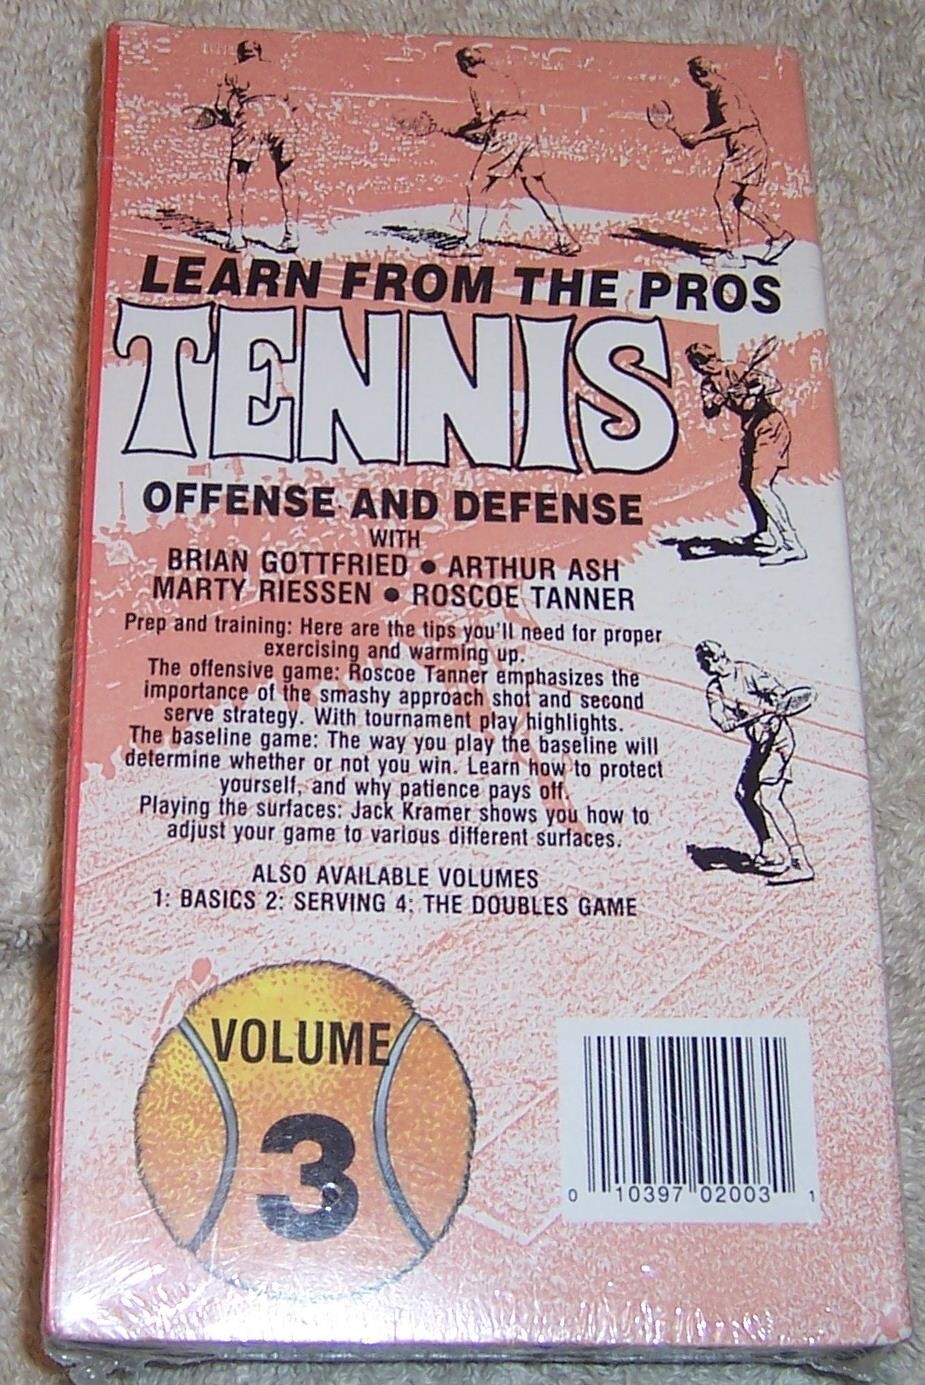 LEARN FROM THE PROS
TENNIS
OFFENSE AND DEFENSE
WITH
BRIAN GOTTFRIED • ARTHUR ASH
MARTY RIESSEN • ROSCOE TANNER
Prep and training: Here are the tips you'll need for proper
exercising and warming up.
The offensive game: Roscoe Tanner emphasizes the
importance of the smashy approach shot and second
serve strategy. With tournament play highlights.
The baseline game: The way you play the baseline will
determine whether or not you win. Learn how to protect
yourself, and why patience pays off.
Playing the surfaces: Jack Kramer shows you how to
adjust your game to various different surfaces.
ALSO AVAILABLE VOLUMES
1: BASICS 2: SERVING 4: THE DOUBLES GAME
VOLUME
3
0 10397 02003 1